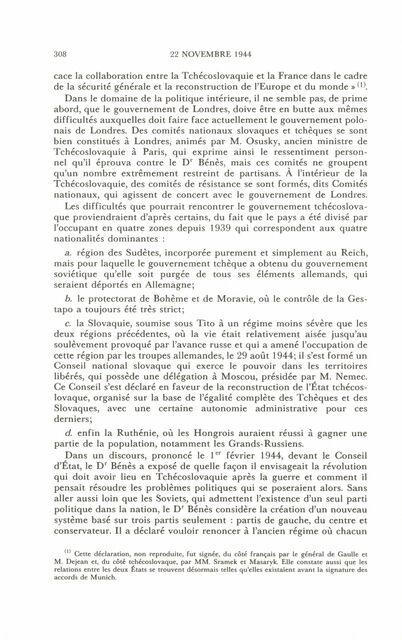 308 22 NOVEMBRE 1944
cace la collaboration entre la Tchécoslovaquie et la France dans le cadre
de la sécurité générale et la reconstruction de l'Europe et du monde » (1).
Dans le domaine de la politique intérieure, il ne semble pas, de prime
abord, que le gouvernement de Londres, doive être en butte aux mêmes
difficultés auxquelles doit faire face actuellement le gouvernement polo-
nais de Londres. Des comités nationaux slovaques et tchèques se sont
bien constitués à Londres, animés par M. Osusky, ancien ministre de
Tchécoslovaquie à Paris, qui exprime ainsi le ressentiment person-
nel qu'il éprouva contre le Dr Bénès, mais ces comités ne groupent
qu'un nombre extrêmement restreint de partisans. À l'intérieur de la
Tchécoslovaquie, des comités de résistance se sont formés, dits Comités
nationaux, qui agissent de concert avec le gouvernement de Londres.
Les difficultés que pourrait rencontrer le gouvernement tchécoslova-
que proviendraient d'après certains, du fait que le pays a été divisé par
l'occupant en quatre zones depuis 1939 qui correspondent aux quatre
nationalités dominantes :
a. région des Sudètes, incorporée purement et simplement au Reich,
mais pour laquelle le gouvernement tchèque a obtenu du gouvernement
soviétique qu'elle soit purgée de tous ses éléments allemands, qui
seraient déportés en Allemagne;
b. le protectorat de Bohème et de Moravie, où le contrôle de la Ges-
tapo a toujours été très strict;
c. la Slovaquie, soumise sous Tito à un régime moins sévère que les
deux régions précédentes, où la vie était relativement aisée jusqu'au
soulèvement provoqué par l'avance russe et qui a amené l'occupation de
cette région par les troupes allemandes, le 29 août 1944; il s'est formé un
Conseil national slovaque qui exerce le pouvoir dans les territoires
libérés, qui possède une délégation à Moscou, présidée par M. Nemec.
Ce Conseil s'est déclaré en faveur de la reconstruction de l'État tchécos-
lovaque, organisé sur la base de l'égalité complète des Tchèques et des
Slovaques, avec une certaine autonomie administrative pour ces
derniers;
d. enfin la Ruthénie, où les Hongrois auraient réussi à gagner une
partie de la population, notamment les Grands-Russiens.
Dans un discours, prononcé le 1er février 1944, devant le Conseil
d'État, le Dr Bénès a exposé de quelle façon il envisageait la révolution
qui doit avoir lieu en Tchécoslovaquie après la guerre et comment il
pensait résoudre les problèmes politiques qui se poseraient alors. Sans
aller aussi loin que les Soviets, qui admettent l'existence d'un seul parti
politique dans la nation, le Dr Bénès considère la création d'un nouveau
système basé sur trois partis seulement : partis de gauche, du centre et
conservateur. Il a déclaré vouloir renoncer à l'ancien régime où chacun
(1) Cette déclaration, non reproduite, fut signée, du côté français par le général de Gaulle et
M. Dejean et, du côté tchécoslovaque, par MM. Sramek et Masaryk. Elle constate aussi que les
relations entre les deux États se trouvent désormais telles qu'elles existaient avant la signature des
accords de Munich.